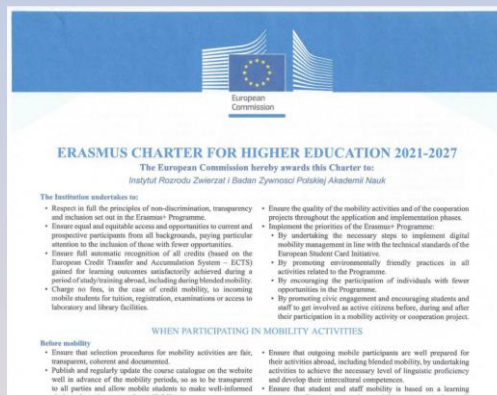 European
Commission
ERASMUS CHARTER FOR HIGHER EDUCATION 2021-2027
The European Commission hereby awards this Charter to:
Instytut Rozrodu Zwierzat i Badan Zywnosci Polskiej Akademii Nauk
The Institution undertakes to:
• Respect in full the principles of non-discrimination, transparency
and inclusion set out in the Erasmus+ Programme.
• Ensure equal and equitable access and opportunities to current and
prospective participants from all backgrounds, paying particular
attention to the inclusion of those with fewer opportunities.
• Ensure full automatic recognition of all credits (based on the
European Credit Transfer and Accumulation System – ECTS)
gained for learning outcomes satisfactorily achieved during a
period of study/training abroad, including during blended mobility.
• Charge no fees, in the case of credit mobility, to incoming
mobile students for tuition, registration, examinations or access to
laboratory and library facilities.
• Ensure the quality of the mobility activities and of the cooperation
projects throughout the application and implementation phases.
• Implement the priorities of the Erasmus+ Programme:
• By undertaking the necessary steps to implement digital
mobility management in line with the technical standards of the
European Student Card Initiative.
• By promoting environmentally friendly practices in all
activities related to the Programme.
• By encouraging the participation of individuals with fewer
opportunities in the Programme.
• By promoting civic engagement and encouraging students and
staff to get involved as active citizens before, during and after
their participation in a mobility activity or cooperation project.
WHEN PARTICIPATING IN MOBILITY ACTIVITIES
Before mobility
• Ensure that selection procedures for mobility activities are fair,
transparent, coherent and documented.
• Publish and regularly update the course catalogue on the website
well in advance of the mobility periods, so as to be transparent
to all parties and allow mobile students to make well-informed
• Ensure that outgoing mobile participants are well prepared for
their activities abroad, including blended mobility, by undertaking
activities to achieve the necessary level of linguistic proficiency
and develop their intercultural competences.
• Ensure that student and staff mobility is based on a learning